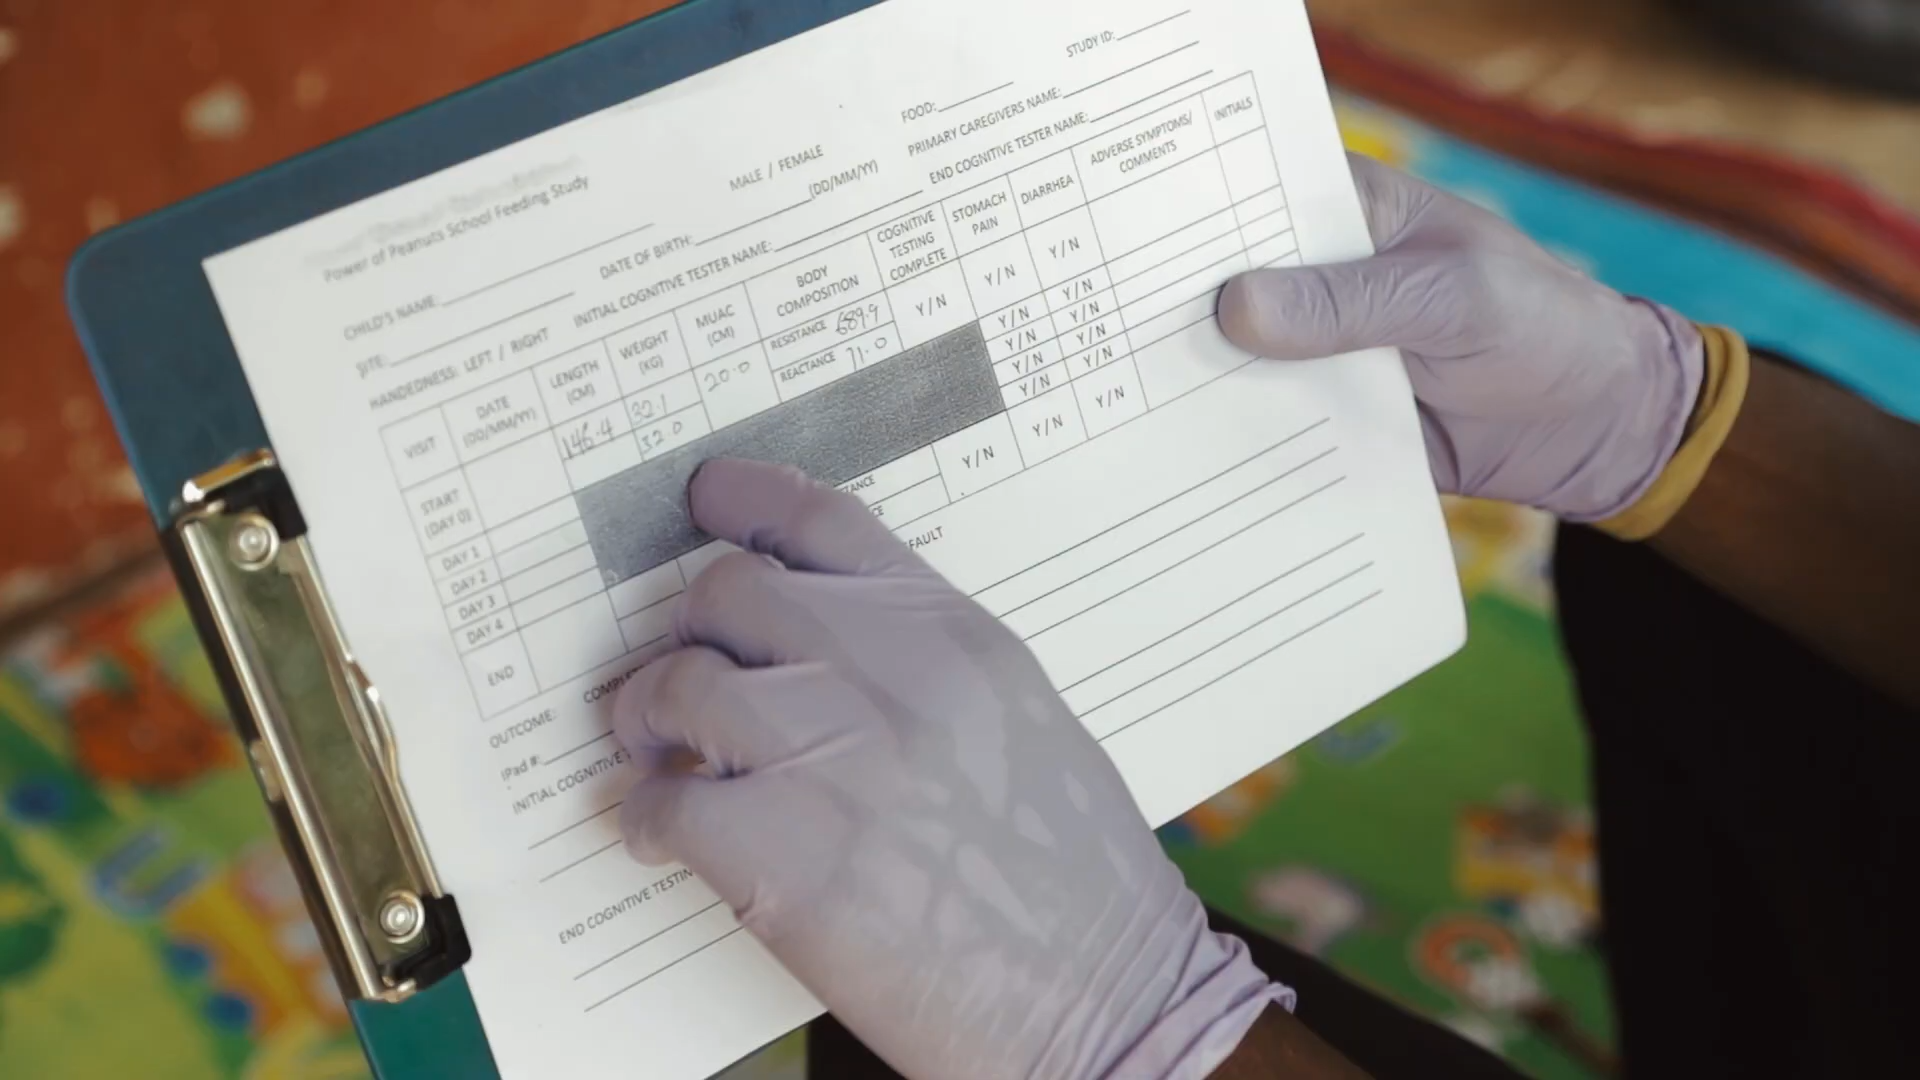 Power of Peanuts School Feeding Study
STUDY ID:
MALE / FEMALE FOOD:
CHILD'S NAME: DATE OF BIRTH: (DD/MM/YY) PRIMARY CAREGIVERS NAME:
SITE: INITIAL COGNITIVE TESTER NAME: END COGNITIVE TESTER NAME:
HANDEDNESS: LEFT / RIGHT
VISIT DATE (DD/MM/YY) LENGTH (CM) WEIGHT (KG) MUAC (CM) BODY COMPOSITION COGNITIVE TESTING COMPLETE STOMACH PAIN DIARRHEA ADVERSE SYMPTOMS/ COMMENTS INITIALS
START (DAY 0) 146.4 32.1 20.0 RESISTANCE 689.9 Y / N Y / N Y / N
32.0 REACTANCE 71.0
DAY 1 Y / N Y / N
DAY 2 Y / N Y / N
DAY 3 Y / N Y / N
DAY 4 Y / N Y / N
END Y / N Y / N Y / N
OUTCOME:
iPad #:
INITIAL COGNITIVE
END COGNITIVE